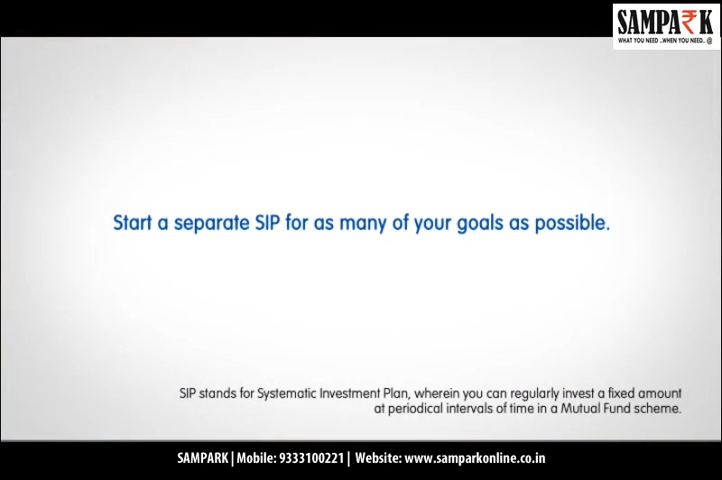 SAMPA₹K
WHAT YOU NEED ..WHEN YOU NEED.. @
Start a separate SIP for as many of your goals as possible.
SIP stands for Systematic Investment Plan, wherein you can regularly invest a fixed amount
at periodical intervals of time in a Mutual Fund scheme.
SAMPARK | Mobile: 9333100221 | Website: www.samparkonline.co.in